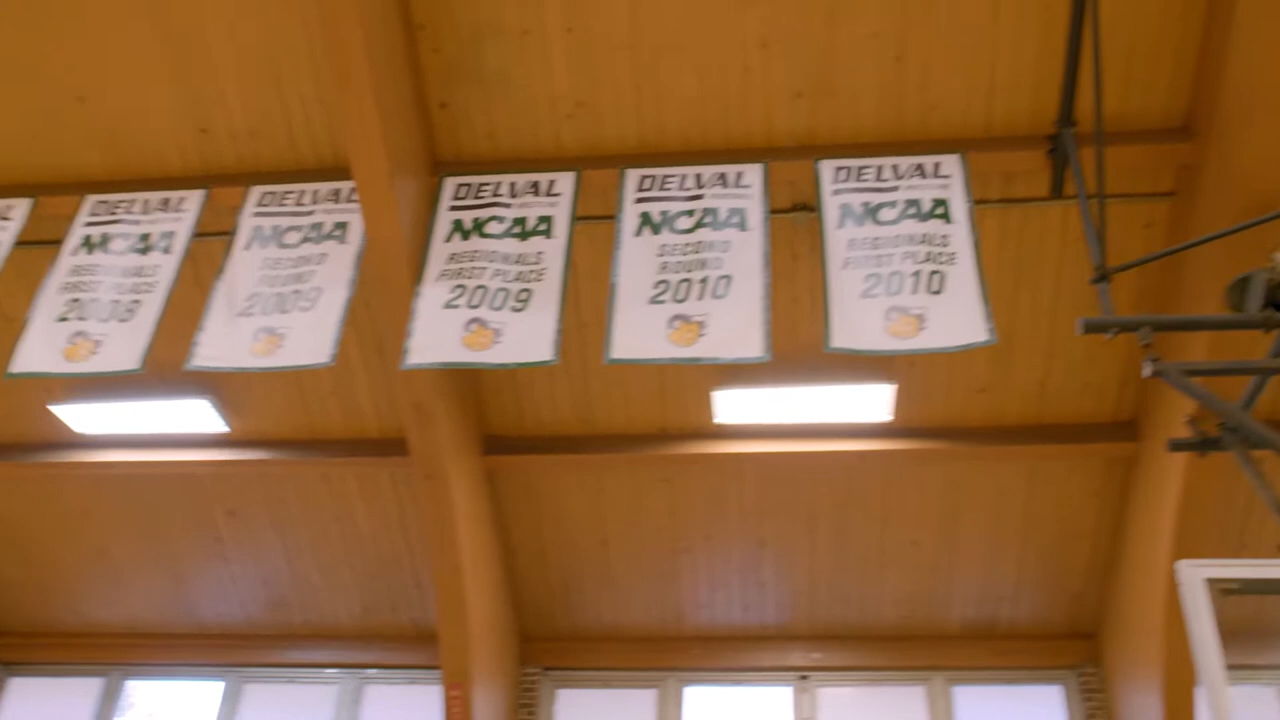 DELVAL
NCAA
REGIONALS
FIRST PLACE
2008
DELVAL
NCAA
SECOND
ROUND
2009
DELVAL
NCAA
REGIONALS
FIRST PLACE
2009
DELVAL
NCAA
SECOND
ROUND
2010
DELVAL
NCAA
REGIONALS
FIRST PLACE
2010